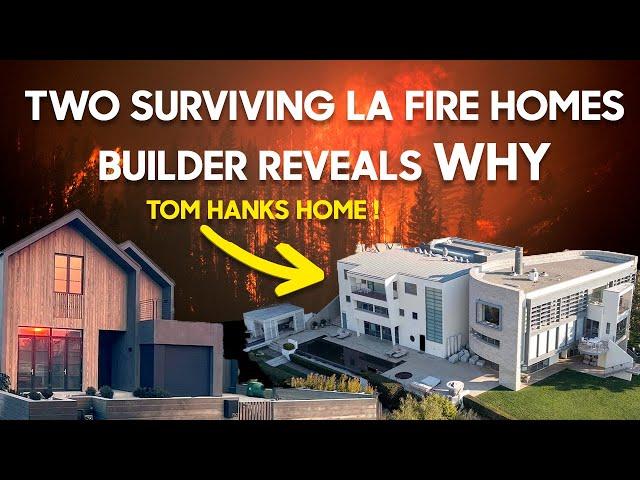 TWO SURVIVING LA FIRE HOMES
BUILDER REVEALS WHY
TOM HANKS HOME !